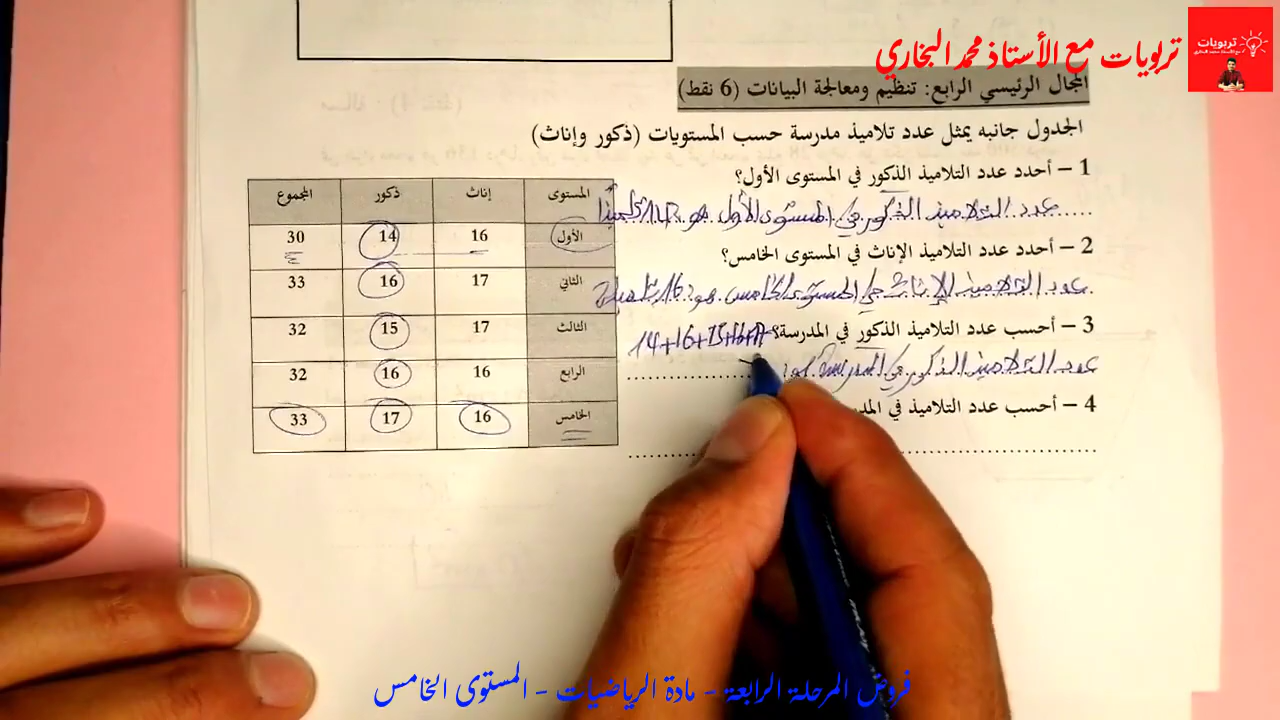 تربويات مع الأستاذ محمد البخاري
تربويات
المجال الرئيسي الرابع: تنظيم ومعالجة البيانات (6 نقط)
الجدول جانبه يمثل عدد تلاميذ مدرسة حسب المستويات (ذكور وإناث)
1 – أحدد عدد التلاميذ الذكور في المستوى الأول؟
عدد التلاميذ الذكور في المستوى الأول هو
2 – أحدد عدد التلاميذ الإناث في المستوى الخامس؟
عدد التلاميذ الإناث في المستوى الخامس هو: 16
3 – أحسب عدد التلاميذ الذكور في المدرسة؟ 14+16+15+16+17
عدد التلاميذ الذكور في المدرسة هو:
4 – أحسب عدد التلاميذ في
المستوى إناث ذكور المجموع
الأول 16 14 30
الثاني 17 16 33
الثالث 17 15 32
الرابع 16 16 32
الخامس 16 17 33
فروض المرحلة الرابعة - مادة الرياضيات - المستوى الخامس